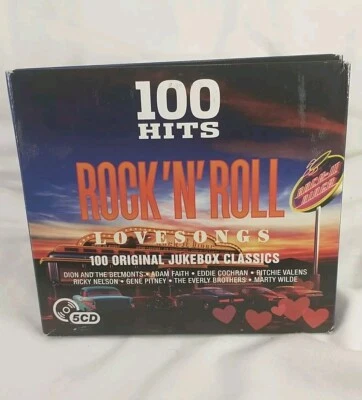 100
HITS
ROCK 'N' ROLL
LOVESONGS
100 ORIGINAL JUKEBOX CLASSICS
DION AND THE BELMONTS • ADAM FAITH • EDDIE COCHRAN • RITCHIE VALENS
RICKY NELSON • GENE PITNEY • THE EVERLY BROTHERS • MARTY WILDE
5CD